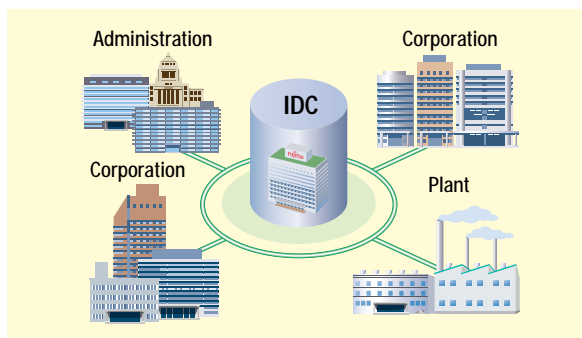 Administration
Corporation
IDC
FUJITSU
Corporation
Plant